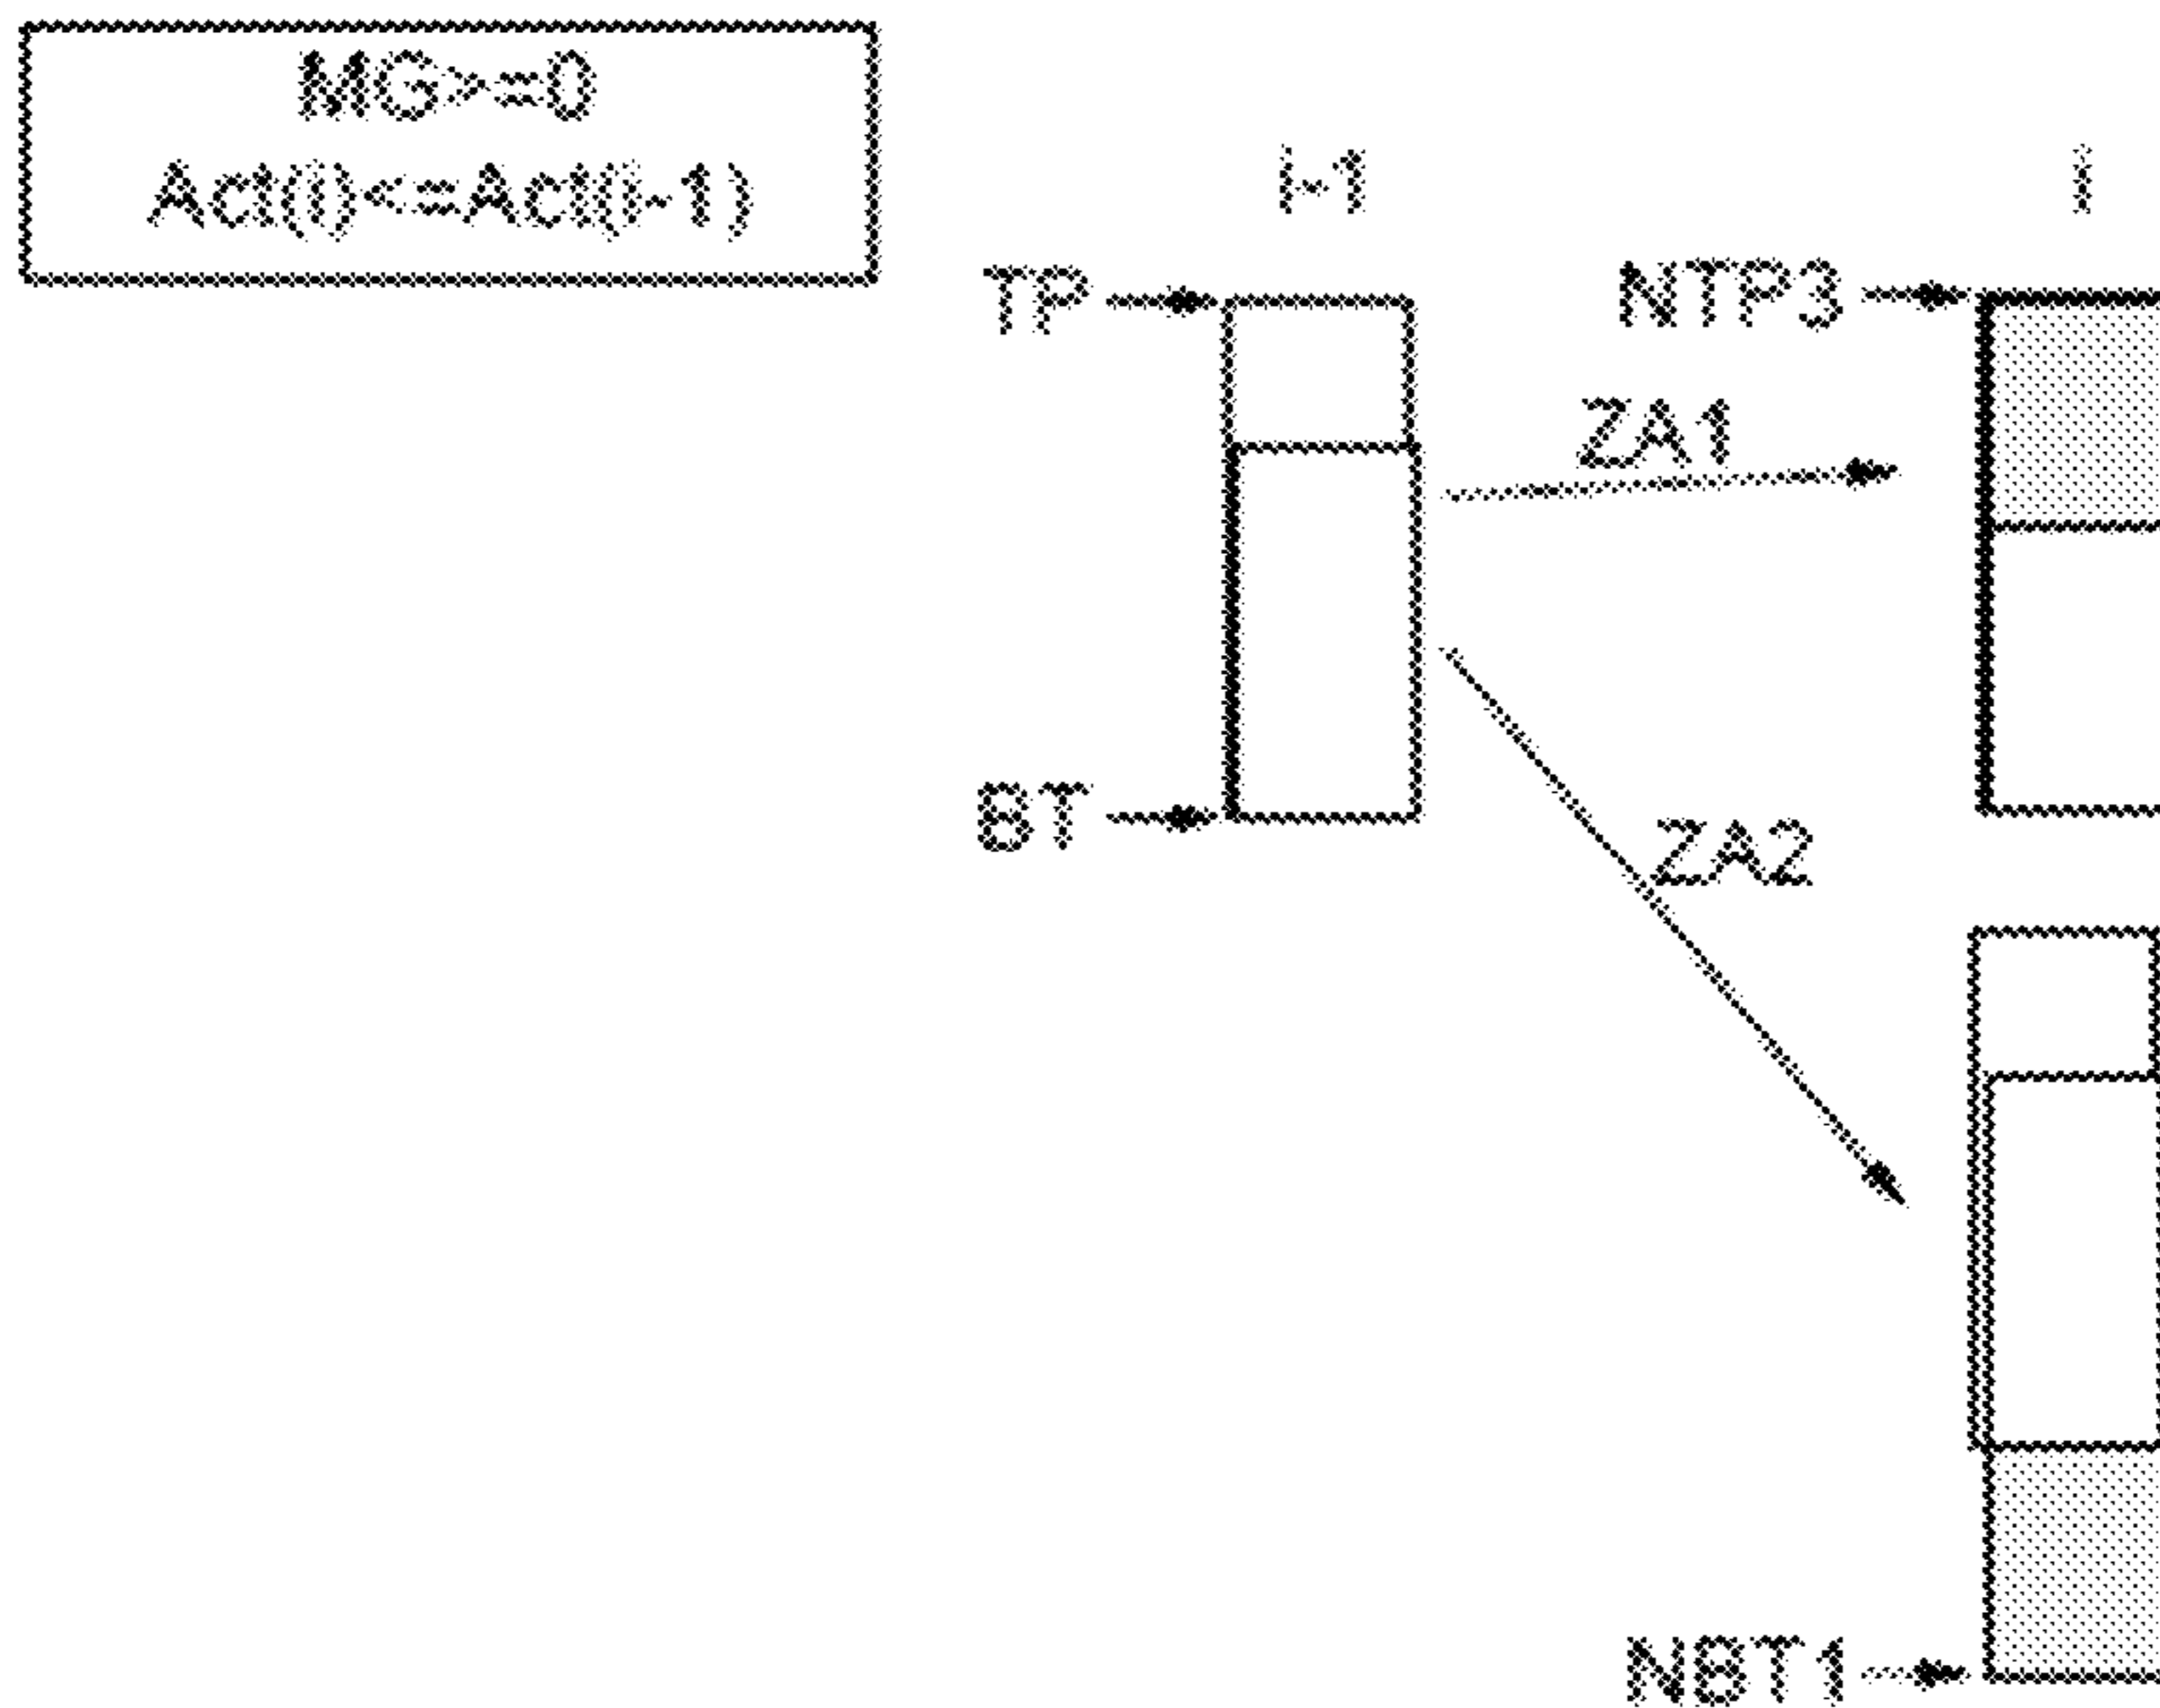 MG>=0
Act(i)<=Act(i-1)
i-1
i
TP
NTP3
ZA1
BT
ZA2
NBT1